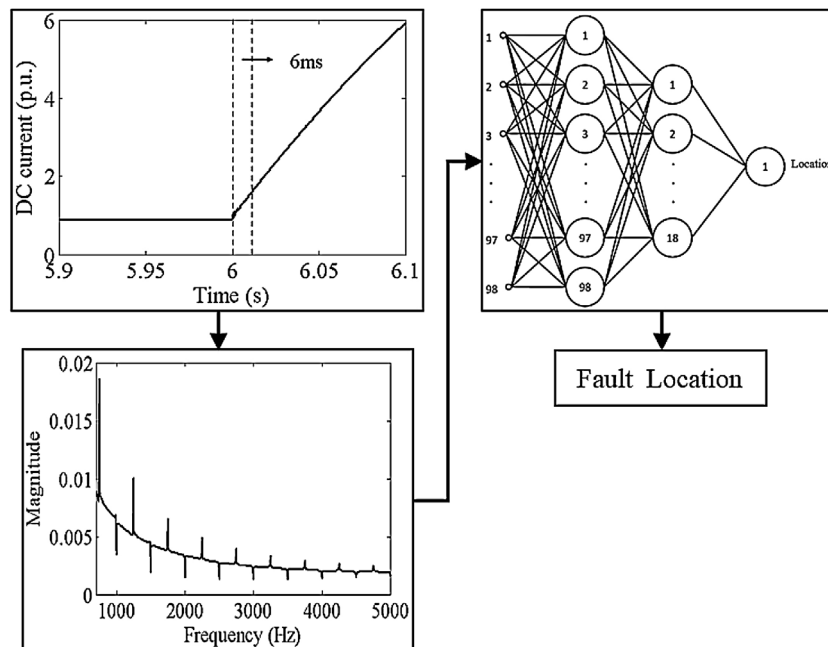 DC current (p.u.)
6
4
2
0
6ms
5.9 5.95 6 6.05 6.1
Time (s)
Magnitude
0.02
0.015
0.01
0.005
0
1000 2000 3000 4000 5000
Frequency (Hz)
1
2
3
97
98
1
2
3
97
98
1
2
18
1
Location
Fault Location